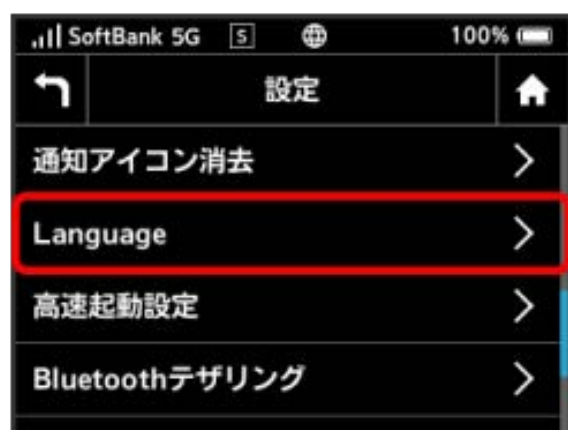 SoftBank 5G S 100%
設定
通知アイコン消去
Language
高速起動設定
Bluetoothテザリング